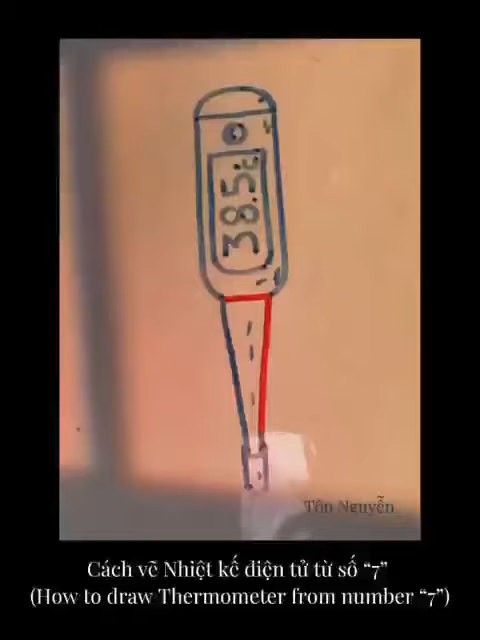 38.5°c
Tôn Nguyễn
Cách vẽ Nhiệt kế điện tử từ số “7”
(How to draw Thermometer from number “7”)